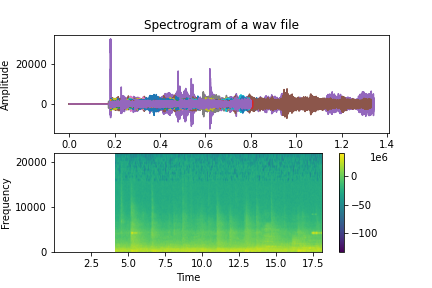 Spectrogram of a wav file
Amplitude
20000
0
0.0 0.2 0.4 0.6 0.8 1.0 1.2 1.4
1e6
Frequency
20000
10000
0
2.5 5.0 7.5 10.0 12.5 15.0 17.5
Time
0
−50
−100